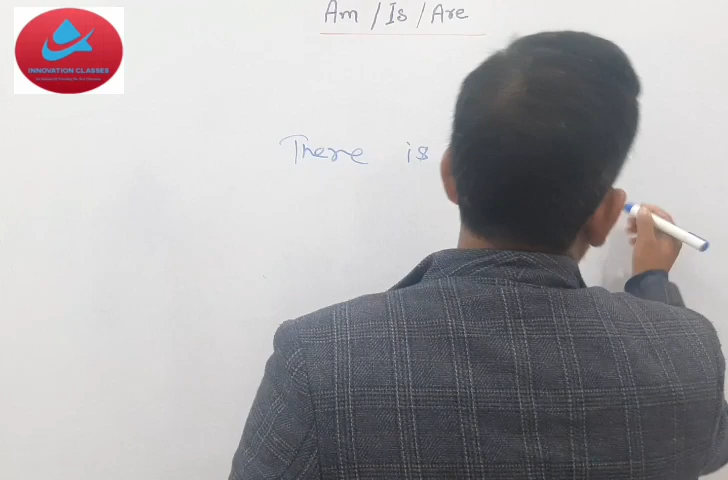 Am / Is / Are
INNOVATION CLASSES
There is